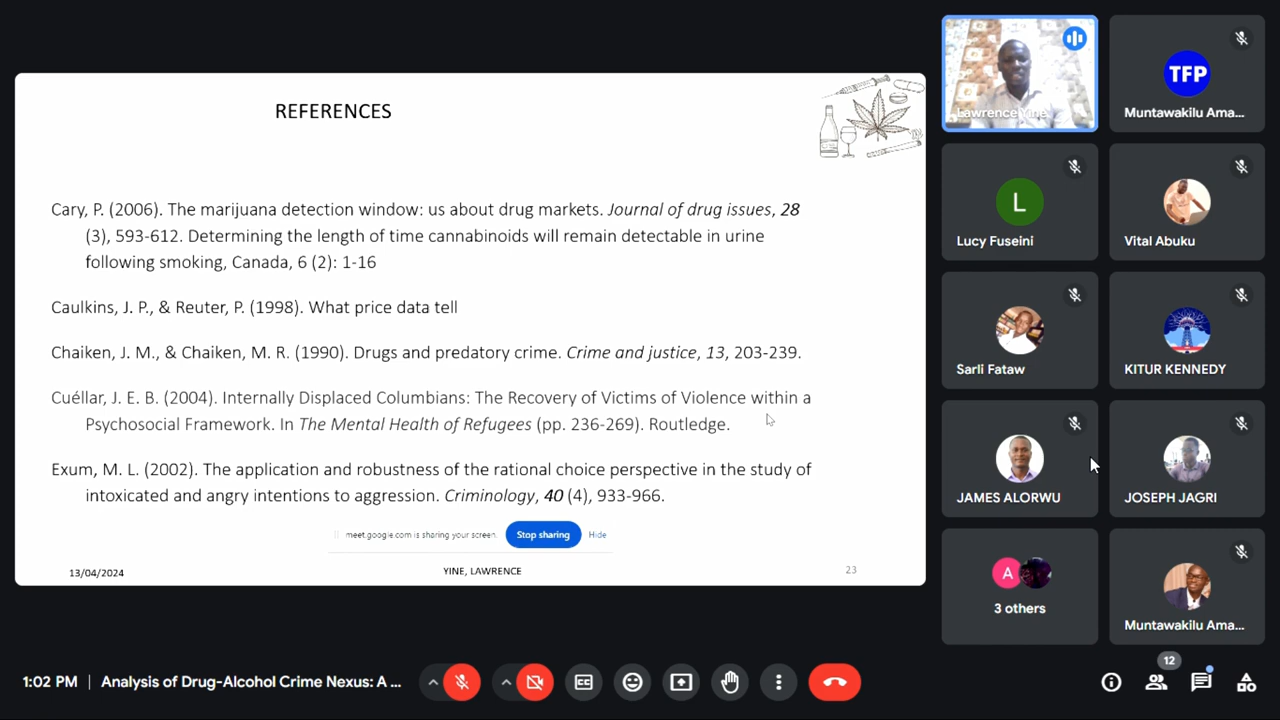 REFERENCES
Cary, P. (2006). The marijuana detection window: us about drug markets. Journal of drug issues, 28
(3), 593-612. Determining the length of time cannabinoids will remain detectable in urine
following smoking, Canada, 6 (2): 1-16
Caulkins, J. P., & Reuter, P. (1998). What price data tell
Chaiken, J. M., & Chaiken, M. R. (1990). Drugs and predatory crime. Crime and justice, 13, 203-239.
Cuéllar, J. E. B. (2004). Internally Displaced Columbians: The Recovery of Victims of Violence within a
Psychosocial Framework. In The Mental Health of Refugees (pp. 236-269). Routledge.
Exum, M. L. (2002). The application and robustness of the rational choice perspective in the study of
intoxicated and angry intentions to aggression. Criminology, 40 (4), 933-966.
meet.google.com is sharing your screen.
Stop sharing
Hide
13/04/2024
YINE, LAWRENCE
23
Lawrence Yine
TFP
Muntawakilu Ama...
L
Lucy Fuseini
Vital Abuku
Sarli Fataw
KITUR KENNEDY
JAMES ALORWU
JOSEPH JAGRI
A
3 others
Muntawakilu Ama...
1:02 PM | Analysis of Drug-Alcohol Crime Nexus: A ...
12